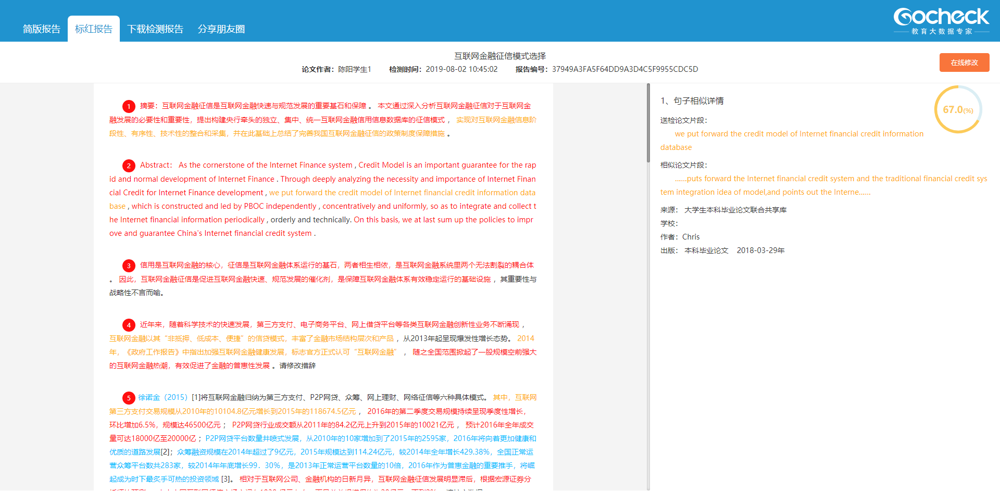 简版报告
标红报告
下载检测报告
分享朋友圈
Gocheck
教育大数据专家
互联网金融征信模式选择
论文作者：陈阳学生1 检测时间：2019-08-02 10:45:02 报告编号：37949A3FA5F64DD9A3D4C5F9955CDC5D
在线修改
1 摘要：互联网金融征信是互联网金融快速与规范发展的重要基石和保障 。 本文通过深入分析互联网金融征信对于互联网金
融发展的必要性和重要性，提出构建央行牵头的独立、集中、统一互联网金融信用信息数据库的征信模式 ， 实现对互联网金融信息阶
段性、有序性、技术性的整合和采集，并在此基础上总结了完善我国互联网金融征信的政策制度保障措施 。
2 Abstract： As the cornerstone of the Internet Finance system , Credit Model is an important guarantee for the rap
id and normal development of Internet Finance . Through deeply analyzing the necessity and importance of Internet Finan
cial Credit for Internet Finance development , we put forward the credit model of Internet financial credit information data
base , which is constructed and led by PBOC independently , concentratively and uniformly, so as to integrate and collect t
he Internet financial information periodically , orderly and technically. On this basis, we at last sum up the policies to impr
ove and guarantee China's Internet financial credit system .
3 信用是互联网金融的核心，征信是互联网金融体系运行的基石，两者相生相依，是互联网金融系统里两个无法割裂的耦合体
。 因此，互联网金融征信是促进互联网金融快速、规范发展的催化剂，是保障互联网金融体系有效稳定运行的基础设施 ，其重要性与
战略性不言而喻。
4 近年来，随着科学技术的快速发展，第三方支付、电子商务平台、网上借贷平台等各类互联网金融创新性业务不断涌现 ，
互联网金融以其“非抵押、低成本、便捷”的信贷模式，丰富了金融市场结构层次和产品 ，从2013年起呈现爆发性增长态势。 2014
年，《政府工作报告》中指出加强互联网金融健康发展，标志官方正式认可“互联网金融” ， 随之全国范围掀起了一股规模空前强大
的互联网金融热潮，有效促进了金融的普惠性发展 。请修改措辞
5 徐诺金（2015）[1]将互联网金融归纳为第三方支付、P2P网贷、众筹、网上理财、网络征信等六种具体模式。 其中，互联网
第三方支付交易规模从2010年的10104.8亿元增长到2015年的118674.5亿元 ， 2016年的第二季度交易规模持续呈现季度性增长，
环比增加6.5%，规模达46500亿元 ； P2P网贷行业成交额从2011年的84.2亿元上升到2015年的10021亿元 ， 预计2016年全年成交
量可达18000亿至20000亿 ；P2P网贷平台数量井喷式发展，从2010年的10家增加到了2015年的2595家，2016年将向着更加健康和
优质的道路发展[2]；众筹融资规模在2014年超过了9亿元，2015年规模达到114.24亿元，较2014年全年增长429.38%，全国正常运
营众筹平台数共283家，较2014年年底增长99．30%，是2013年正常运营平台数量的10倍，2016年作为普惠金融的重要推手，将崛
起成为时下最炙手可热的投资领域 [3]。 相对于互联网公司、金融机构的日新月异，互联网金融征信发展明显滞后，根据宏源证券分
1、句子相似详情
67.0(%)
送检论文片段：
we put forward the credit model of Internet financial credit information
database
相似论文片段：
......puts forward the Internet financial credit system and the traditional financial credit sys
tem integration idea of model,and points out the Interne......
来源： 大学生本科毕业论文联合共享库
学校：
作者：Chris
出版： 本科毕业论文 2018-03-29年